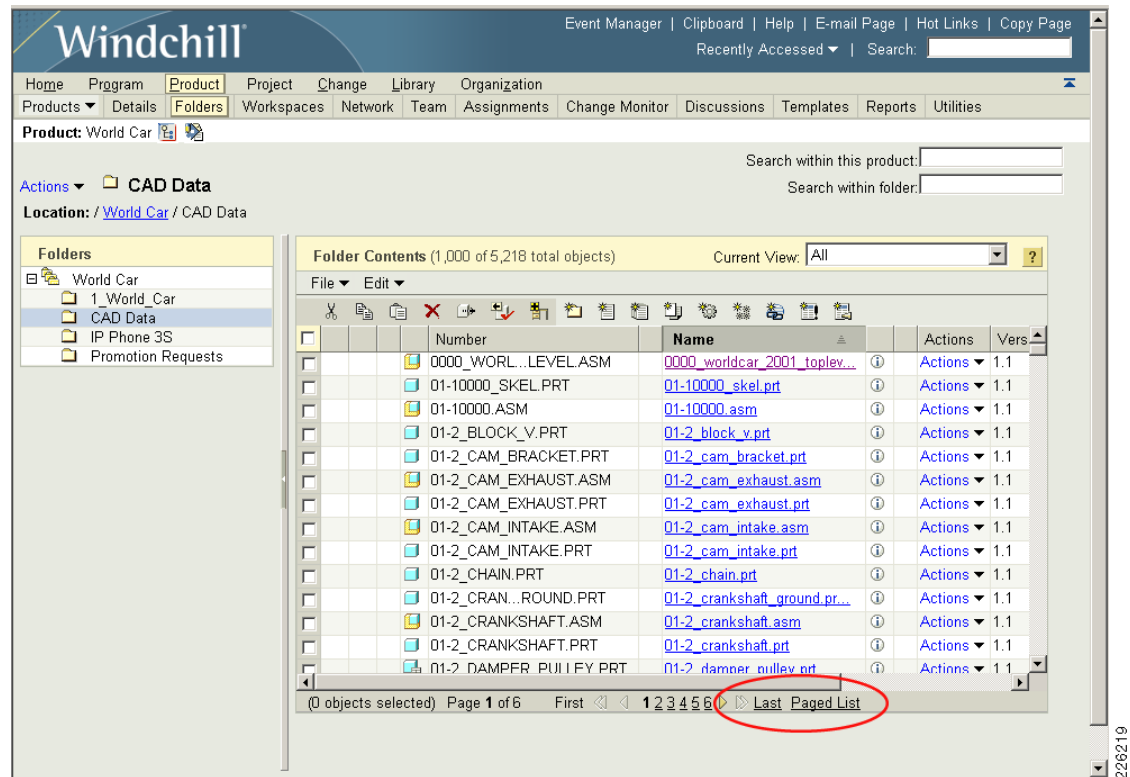 Event Manager | Clipboard | Help | E-mail Page | Hot Links | Copy Page
Windchill
Recently Accessed | Search:
Home Program Product Project Change Library Organization
Products Details Folders Workspaces Network Team Assignments Change Monitor Discussions Templates Reports Utilities
Product: World Car
Search within this product:
Actions CAD Data
Search within folder:
Location: / World Car / CAD Data
Folders
World Car
1_World_Car
CAD Data
IP Phone 3S
Promotion Requests
Folder Contents (1,000 of 5,218 total objects) Current View: All ?
File Edit
Number Name Actions Vers
0000_WORL...LEVEL.ASM 0000_worldcar_2001_toplev... Actions 1.1
01-10000_SKEL.PRT 01-10000_skel.prt Actions 1.1
01-10000.ASM 01-10000.asm Actions 1.1
01-2_BLOCK_V.PRT 01-2_block_v.prt Actions 1.1
01-2_CAM_BRACKET.PRT 01-2_cam_bracket.prt Actions 1.1
01-2_CAM_EXHAUST.ASM 01-2_cam_exhaust.asm Actions 1.1
01-2_CAM_EXHAUST.PRT 01-2_cam_exhaust.prt Actions 1.1
01-2_CAM_INTAKE.ASM 01-2_cam_intake.asm Actions 1.1
01-2_CAM_INTAKE.PRT 01-2_cam_intake.prt Actions 1.1
01-2_CHAIN.PRT 01-2_chain.prt Actions 1.1
01-2_CRAN...ROUND.PRT 01-2_crankshaft_ground.pr... Actions 1.1
01-2_CRANKSHAFT.ASM 01-2_crankshaft.asm Actions 1.1
01-2_CRANKSHAFT.PRT 01-2_crankshaft.prt Actions 1.1
01-2_DAMPER_PULLEY.PRT 01-2_damper_pulley.prt Actions 1.1
(0 objects selected) Page 1 of 6 First 1 2 3 4 5 6 Last Paged List
226219